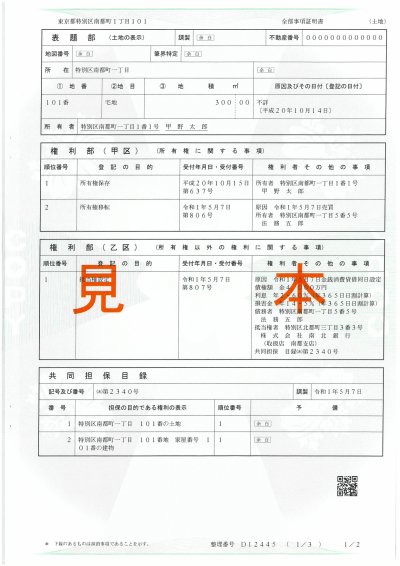 東京都特別区南都町1丁目101 全部事項証明書 (土地)
表題部 (土地の表示) 調製 余白 不動産番号 0000000000000
地図番号 余白 筆界特定 余白
所在 特別区南都町一丁目 余白
①地番 ②地目 ③地積 ㎡ 原因及びその日付〔登記の日付〕
101番 宅地 300 00 不詳
〔平成20年10月14日〕
所有者 特別区南都町一丁目1番1号 甲野太郎
権利部(甲区) (所有権に関する事項)
順位番号 登記の目的 受付年月日・受付番号 権利者その他の事項
1 所有権保存 平成20年10月15日 所有者 特別区南都町一丁目1番1号
第637号 甲野太郎
2 所有権移転 令和1年5月7日 原因 令和1年5月7日売買
第806号 所有者 特別区南都町一丁目5番5号
法務五郎
権利部(乙区) (所有権以外の権利に関する事項)
順位番号 登記の目的 受付年月日・受付番号 権利者その他の事項
1 令和1年5月7日 原因 令和1年5月7日金銭消費貸借同日設定
第807号 債権額 金4,
利息 年2 (年365日日割計算)
損害金 年14 5%(年365日日割計算)
債務者 特別区南都町一丁目5番5号
法務五郎
抵当権者 特別区北都町三丁目3番3号
株式会社南北銀行
(取扱店 南都支店)
共同担保 目録㋐第2340号
見本
共同担保目録
記号及び番号 ㋐第2340号 調製 令和1年5月7日
番号 担保の目的である権利の表示 順位番号 予備
1 特別区南都町一丁目 101番の土地 1 余白
2 特別区南都町一丁目 101番地 家屋番号 1 1 余白
01番の建物
* 下線のあるものは抹消事項であることを示す。 整理番号 D12445 (1/3) 1/2